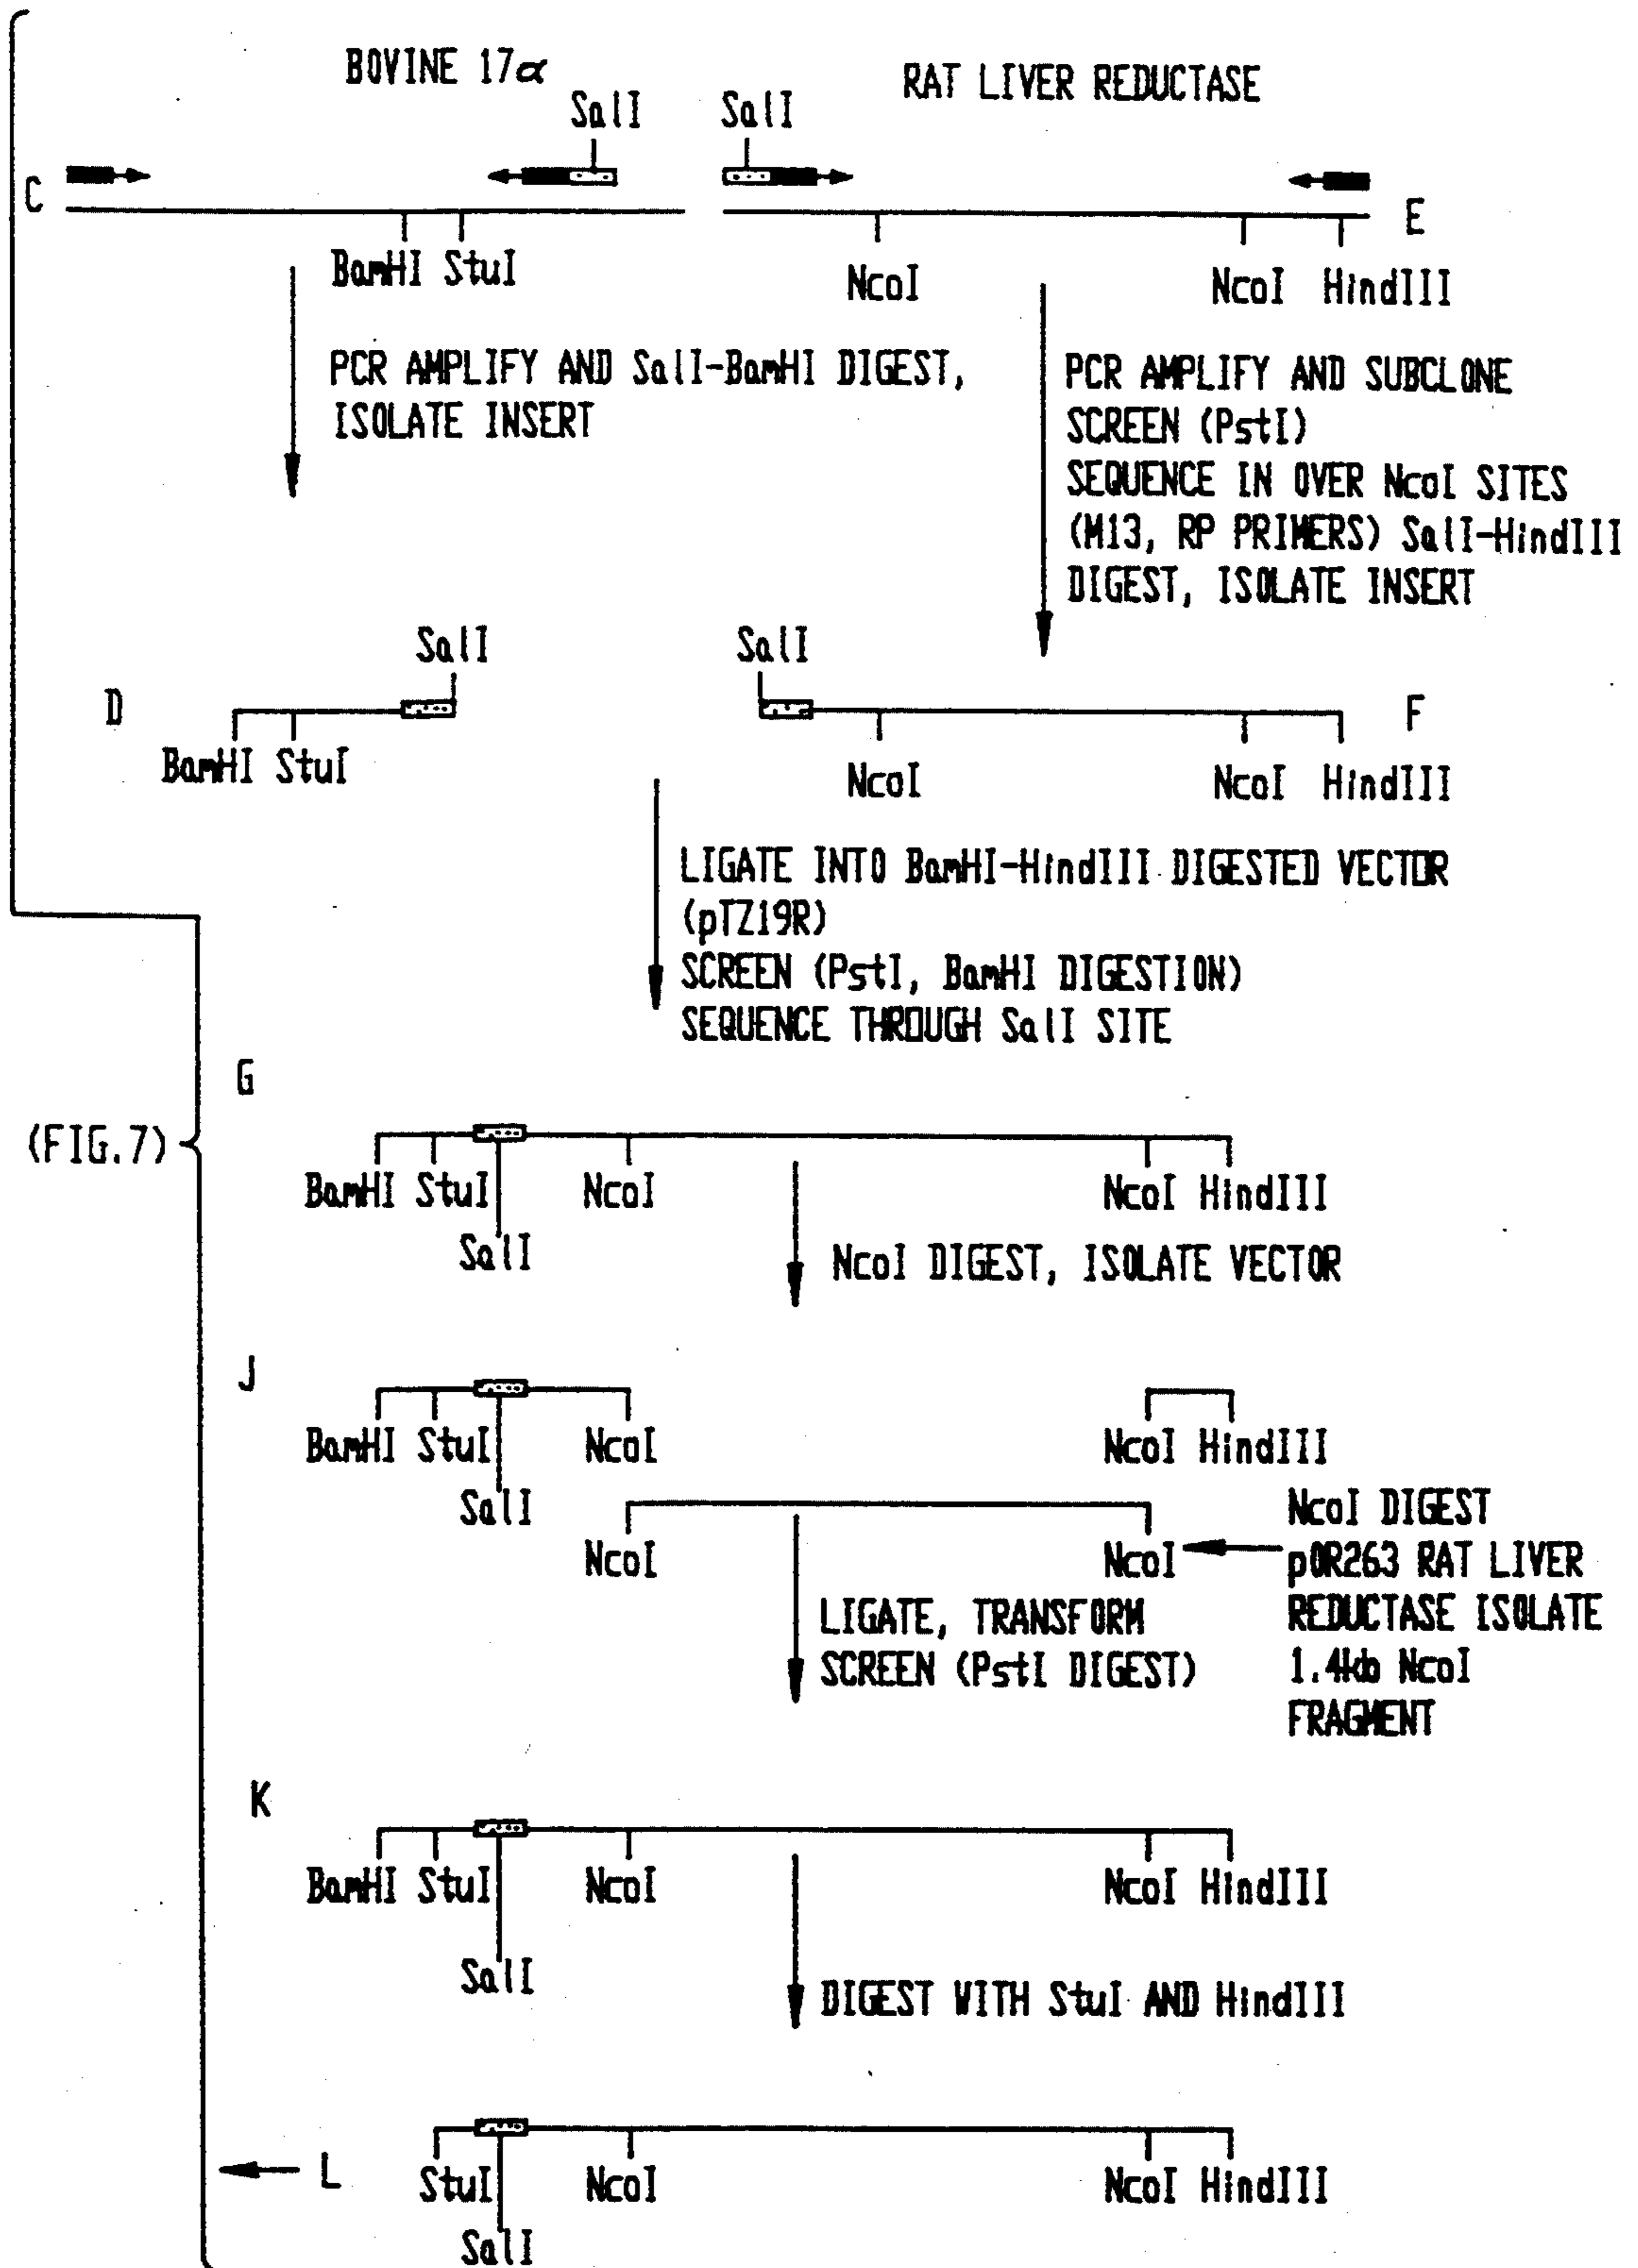 BOVINE 17α
RAT LIVER REDUCTASE
SalI
SalI
C
E
BamHI StuI
NcoI
NcoI HindIII
PCR AMPLIFY AND SalI-BamHI DIGEST,
ISOLATE INSERT
PCR AMPLIFY AND SUBCLONE
SCREEN (PstI)
SEQUENCE IN OVER NcoI SITES
(M13, RP PRIMERS) SalI-HindIII
DIGEST, ISOLATE INSERT
SalI
SalI
D
F
BamHI StuI
NcoI
NcoI HindIII
LIGATE INTO BamHI-HindIII DIGESTED VECTOR
(pTZ19R)
SCREEN (PstI, BamHI DIGESTION)
SEQUENCE THROUGH SalI SITE
G
(FIG.7)
BamHI StuI
NcoI
NcoI HindIII
SalI
NcoI DIGEST, ISOLATE VECTOR
J
BamHI StuI
NcoI
NcoI HindIII
SalI
NcoI
NcoI
NcoI DIGEST
pOR263 RAT LIVER
REDUCTASE ISOLATE
1.4kb NcoI
FRAGMENT
LIGATE, TRANSFORM
SCREEN (PstI DIGEST)
K
BamHI StuI
NcoI
NcoI HindIII
SalI
DIGEST WITH StuI AND HindIII
L
StuI
NcoI
NcoI HindIII
SalI